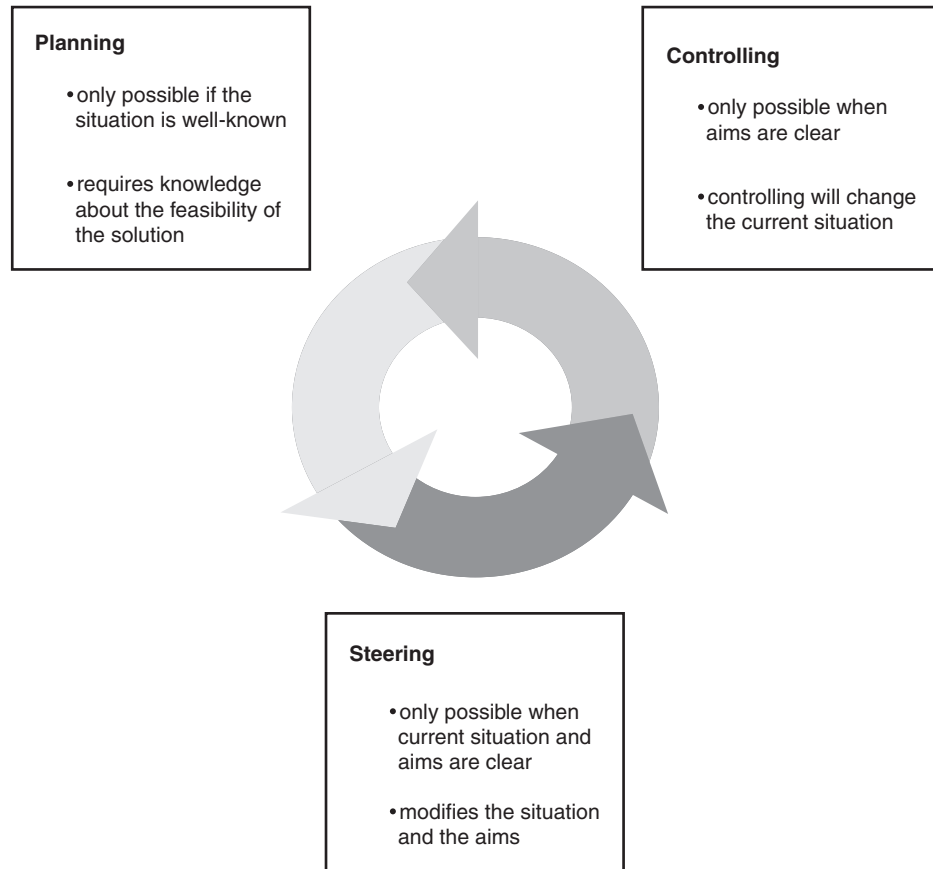 Planning
•only possible if the
situation is well-known
•requires knowledge
about the feasibility of
the solution
Controlling
•only possible when
aims are clear
•controlling will change
the current situation
Steering
•only possible when
current situation and
aims are clear
•modifies the situation
and the aims